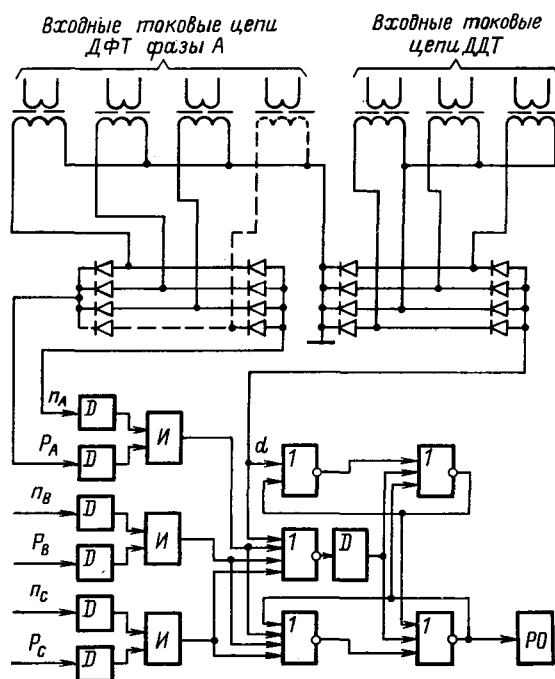 Входные токовые цепи
ДФТ фазы А
Входные токовые
цепи ДДТ
n_A
D
И
P_A
D
d
1
1
n_B
D
И
1
D
P_B
D
n_C
D
И
1
1
РО
P_C
D